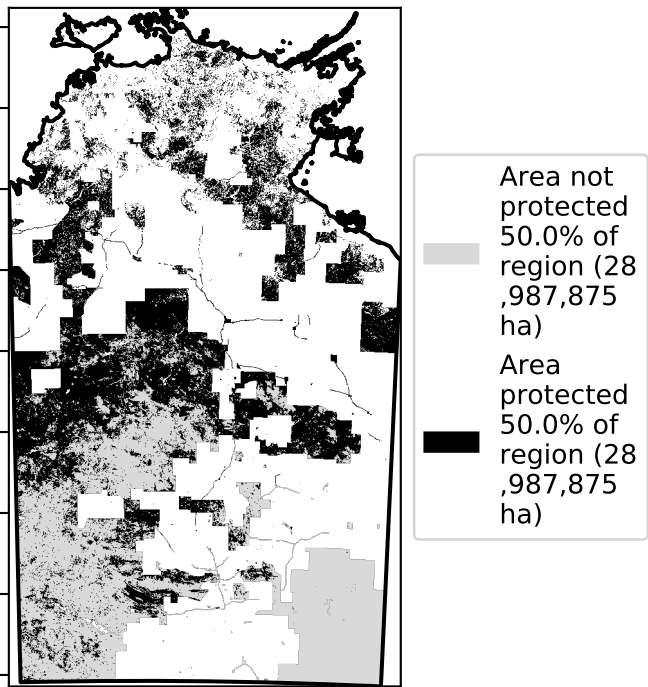 Area not
protected
50.0% of
region (28
,987,875
ha)
Area
protected
50.0% of
region (28
,987,875
ha)